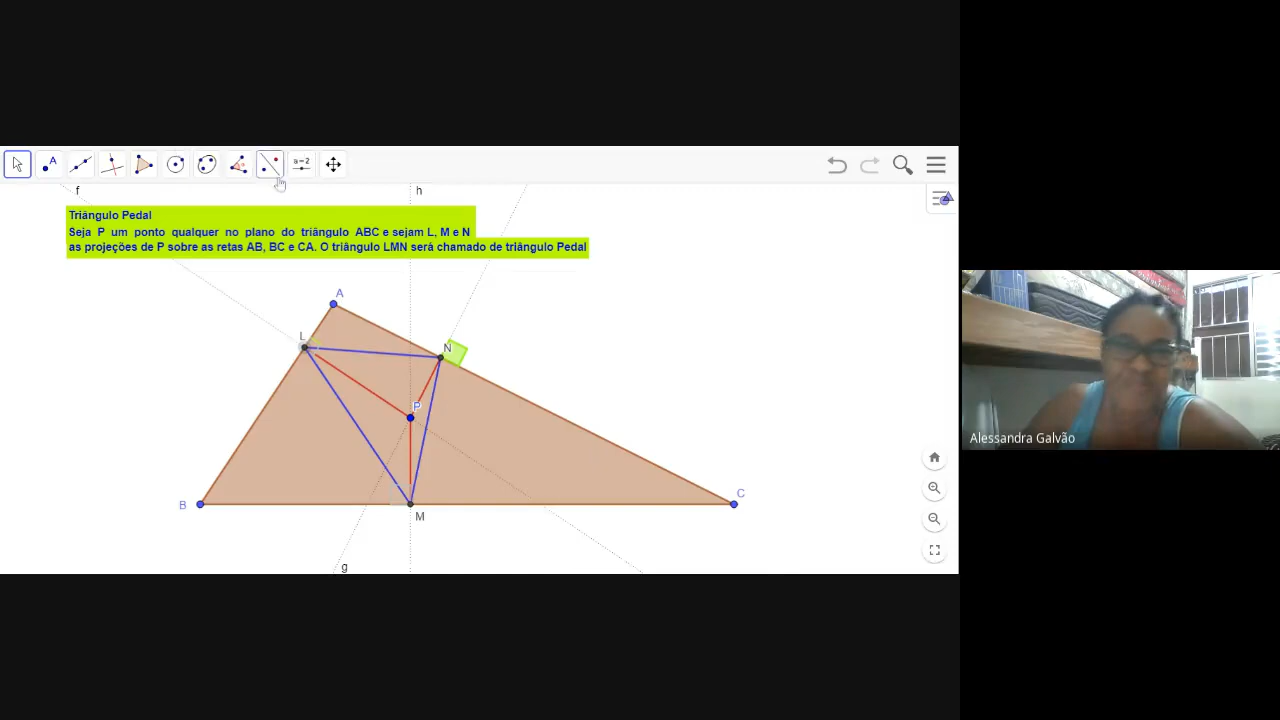 A
a=2
f
h
Triângulo Pedal
Seja P um ponto qualquer no plano do triângulo ABC e sejam L, M e N
as projeções de P sobre as retas AB, BC e CA. O triângulo LMN será chamado de triângulo Pedal
A
L
N
P
Alessandra Galvão
B
C
M
g